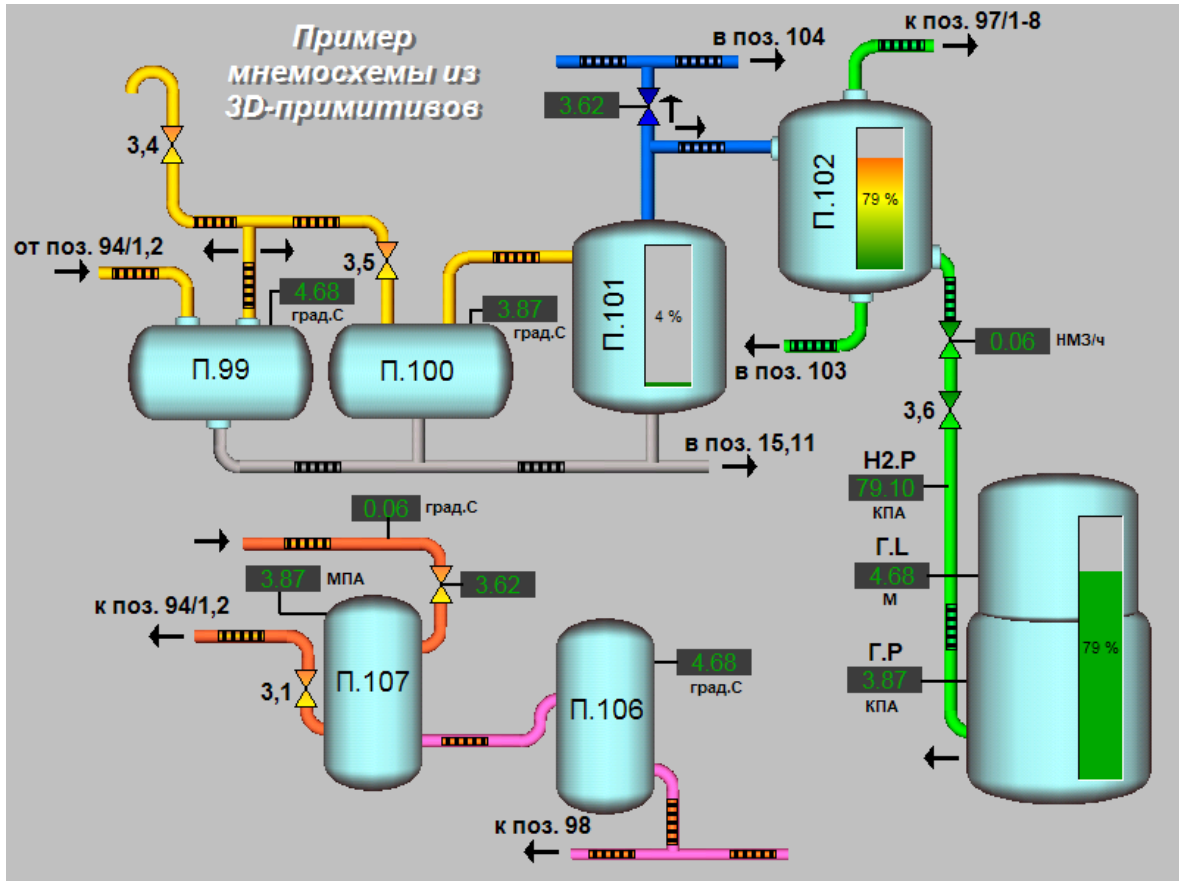 Пример
мнемосхемы из
3D-примитивов
в поз. 104
к поз. 97/1-8
3.62
3,4
П.102
79 %
от поз. 94/1,2
3,5
4.68
град.С
3.87
град.С
П.101
4 %
П.99
П.100
в поз. 103
0.06
НМ3/ч
3,6
в поз. 15,11
Н2.Р
79.10
КПА
0.06
град.С
3.87
МПА
3.62
Г.L
4.68
М
к поз. 94/1,2
79 %
Г.Р
3.87
КПА
3,1
П.107
П.106
4.68
град.С
к поз. 98